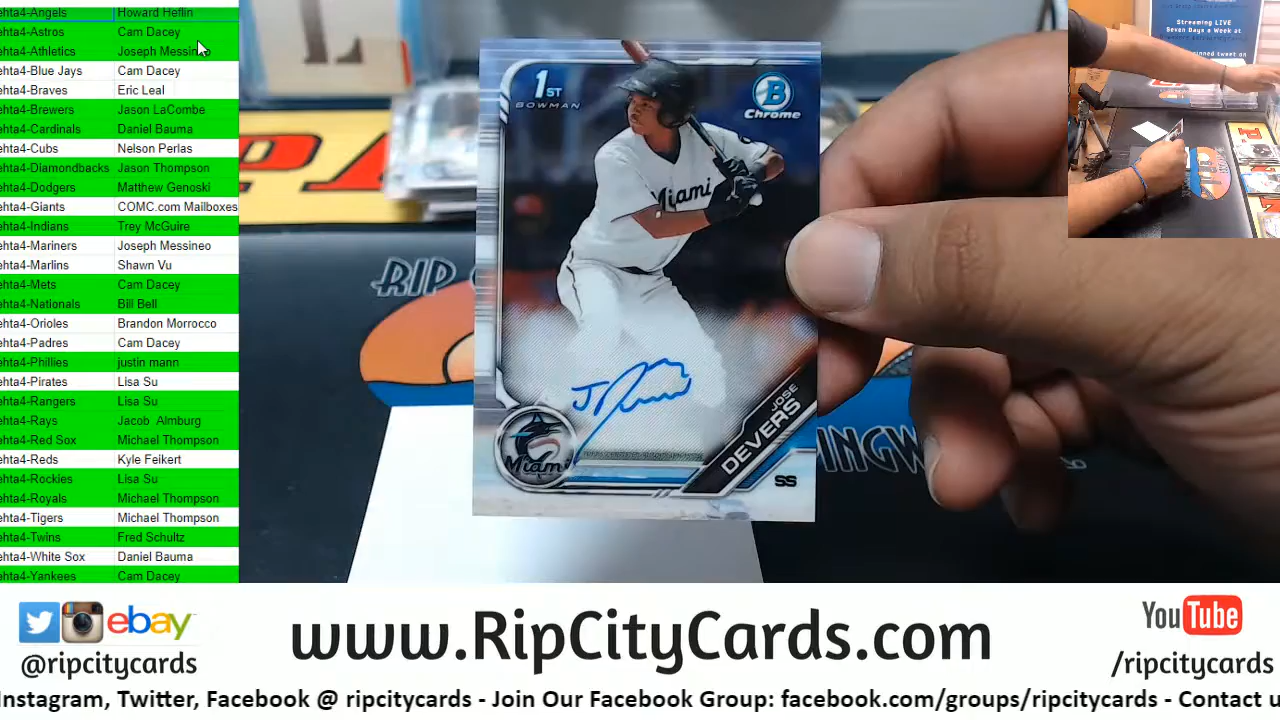 ehta4-Angels Howard Heflin
ehta4-Astros Cam Dacey
ehta4-Athletics Joseph Messineo
ehta4-Blue Jays Cam Dacey
ehta4-Braves Eric Leal
ehta4-Brewers Jason LaCombe
ehta4-Cardinals Daniel Bauma
ehta4-Cubs Nelson Perlas
ehta4-Diamondbacks Jason Thompson
ehta4-Dodgers Matthew Genoski
ehta4-Giants COMC.com Mailboxes
ehta4-Indians Trey McGuire
ehta4-Mariners Joseph Messineo
ehta4-Marlins Shawn Vu
ehta4-Mets Cam Dacey
ehta4-Nationals Bill Bell
ehta4-Orioles Brandon Morrocco
ehta4-Padres Cam Dacey
ehta4-Phillies justin mann
ehta4-Pirates Lisa Su
ehta4-Rangers Lisa Su
ehta4-Rays Jacob Almburg
ehta4-Red Sox Michael Thompson
ehta4-Reds Kyle Feikert
ehta4-Rockies Lisa Su
ehta4-Royals Michael Thompson
ehta4-Tigers Michael Thompson
ehta4-Twins Fred Schultz
ehta4-White Sox Daniel Bauma
ehta4-Yankees Cam Dacey
1ST
BOWMAN
B
Chrome
Miami
JOSE
DEVERS
SS
Miami
RIP
Streaming LIVE
Seven Days a Week at
ebay
@ripcitycards
www.RipCityCards.com
YouTube
/ripcitycards
Instagram, Twitter, Facebook @ ripcitycards - Join Our Facebook Group: facebook.com/groups/ripcitycards - Contact u